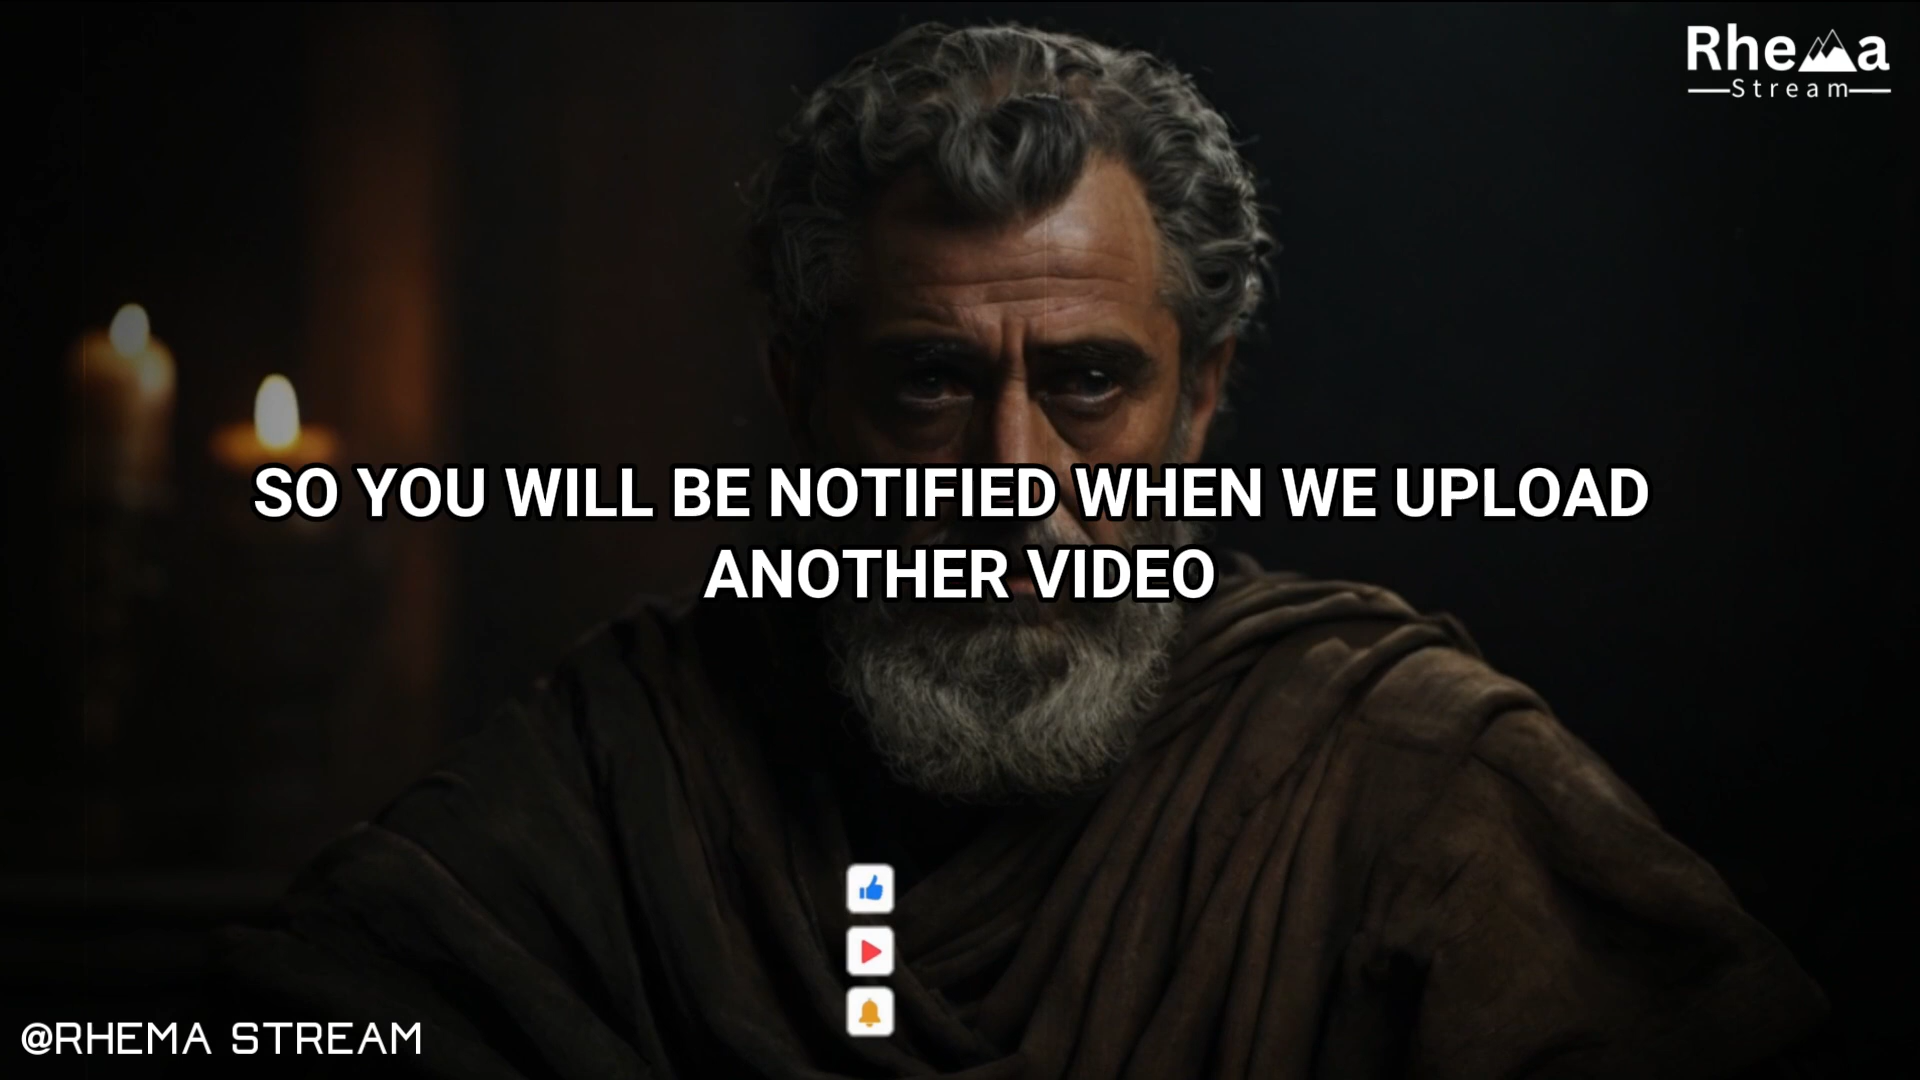 Rhema
Stream
SO YOU WILL BE NOTIFIED WHEN WE UPLOAD
ANOTHER VIDEO
@RHEMA STREAM